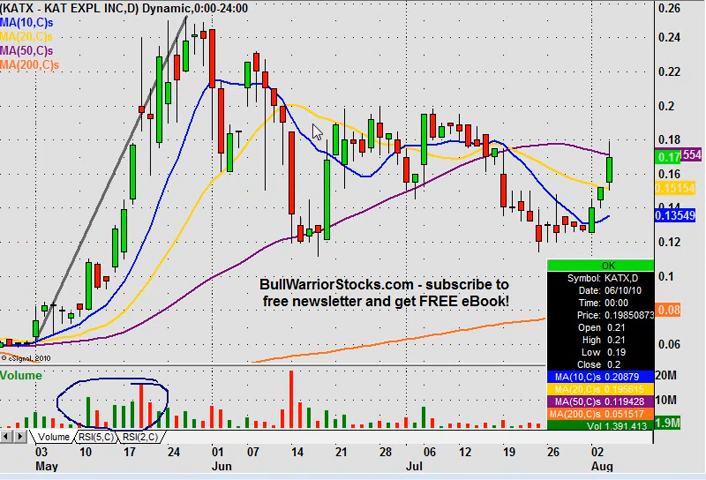 (KATX - KAT EXPL INC,D) Dynamic,0:00-24:00
MA(10,C)s
MA(20,C)s
MA(50,C)s
MA(200,C)s
0.26
0.24
0.22
0.2
0.18
0.17
.554
0.16
0.15154
0.14
0.13549
0.12
0.1
0.08
0.06
BullWarriorStocks.com - subscribe to
free newsletter and get FREE eBook!
OK
Symbol: KATX,D
Date: 06/10/10
Time: 00:00
Price: 0.19850873
Open 0.21
High 0.21
Low 0.19
Close 0.2
MA(10,C)s 0.20879
MA(20,C)s 0.195615
MA(50,C)s 0.119428
MA(200,C)s 0.051517
Vol 1,391,413
© eSignal, 2010
Volume
20M
10M
1.9M
Volume RSI(5,C) RSI(2,C)
03 10 17 24 :01 07 14 21 :01 06 12 19 26 :02
May Jun Jul Aug